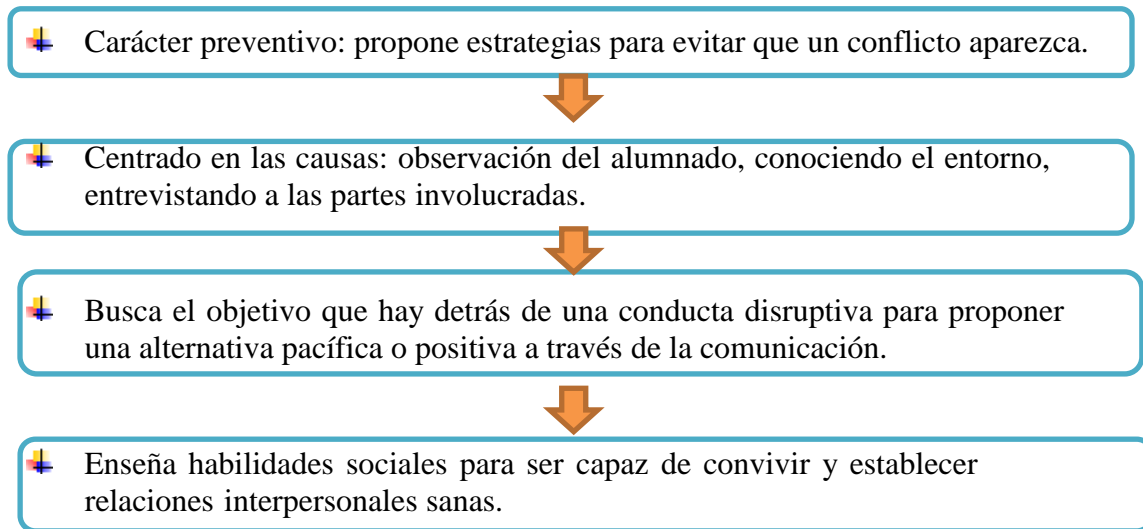 Carácter preventivo: propone estrategias para evitar que un conflicto aparezca.
Centrado en las causas: observación del alumnado, conociendo el entorno,
entrevistando a las partes involucradas.
Busca el objetivo que hay detrás de una conducta disruptiva para proponer
una alternativa pacífica o positiva a través de la comunicación.
Enseña habilidades sociales para ser capaz de convivir y establecer
relaciones interpersonales sanas.